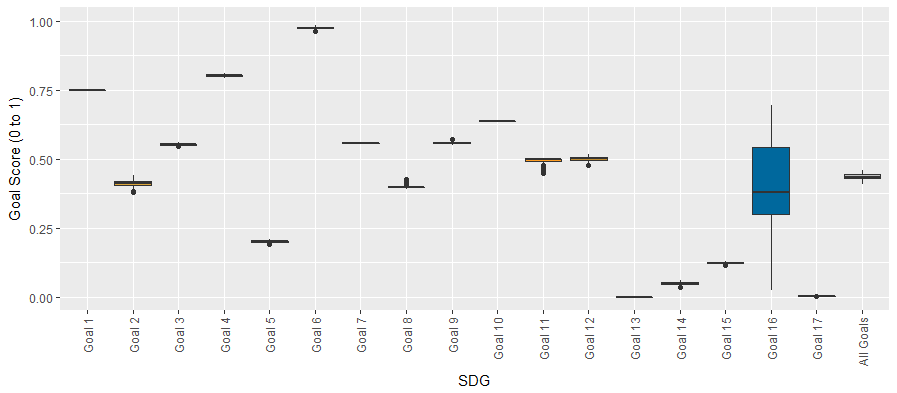 Goal Score (0 to 1)
1.00
0.75
0.50
0.25
0.00
Goal 1
Goal 2
Goal 3
Goal 4
Goal 5
Goal 6
Goal 7
Goal 8
Goal 9
Goal 10
Goal 11
Goal 12
Goal 13
Goal 14
Goal 15
Goal 16
Goal 17
All Goals
SDG